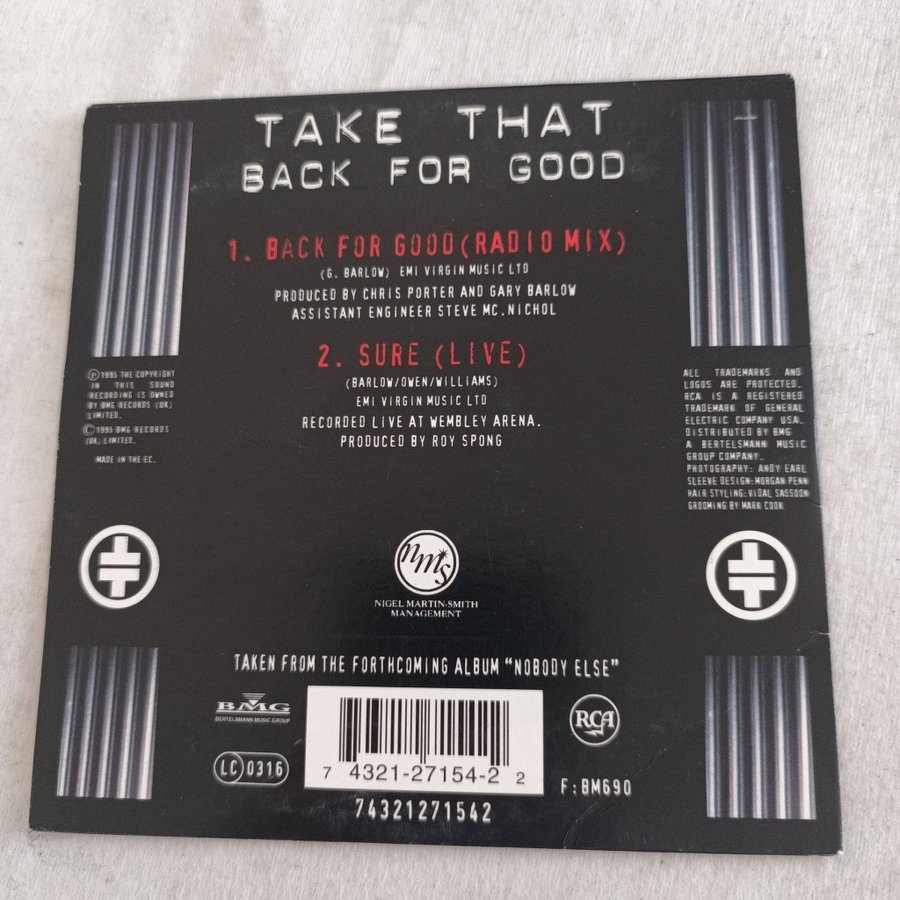 TAKE THAT
BACK FOR GOOD
1. BACK FOR GOOD (RADIO MIX)
(G. BARLOW) EMI VIRGIN MUSIC LTD
PRODUCED BY CHRIS PORTER AND GARY BARLOW
ASSISTANT ENGINEER STEVE MC.NICHOL
2. SURE (LIVE)
(BARLOW/OWEN/WILLIAMS)
EMI VIRGIN MUSIC LTD
RECORDED LIVE AT WEMBLEY ARENA.
PRODUCED BY ROY SPONG
Ⓟ 1995 THE COPYRIGHT
IN THIS SOUND
RECORDING IS OWNED
BY BMG RECORDS (UK)
LIMITED.
© 1995 BMG RECORDS
(UK) LIMITED.
MADE IN THE EC.
ALL TRADEMARKS AND
LOGOS ARE PROTECTED.
RCA IS A REGISTERED
TRADEMARK OF GENERAL
ELECTRIC COMPANY USA.
DISTRIBUTED BY BMG
A BERTELSMANN MUSIC
GROUP COMPANY.
PHOTOGRAPHY: ANDY EARL
SLEEVE DESIGN: MORGAN PENN
HAIR STYLING: VIDAL SASSOON
GROOMING BY MARK COOK
nms
NIGEL MARTIN-SMITH
MANAGEMENT
TAKEN FROM THE FORTHCOMING ALBUM "NOBODY ELSE"
BMG
BERTELSMANN MUSIC GROUP
RCA
LC 0316
7 4321-27154-2 2
F: BM690
74321271542